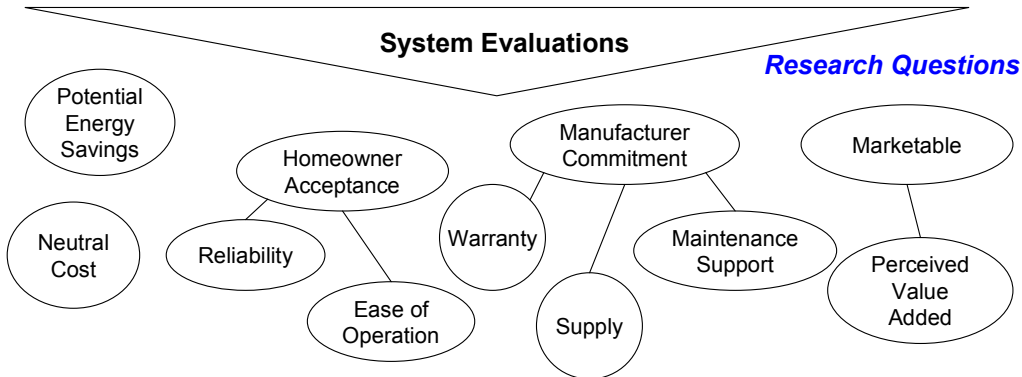 System Evaluations
Research Questions
Potential
Energy
Savings
Homeowner
Acceptance
Manufacturer
Commitment
Marketable
Neutral
Cost
Reliability
Warranty
Maintenance
Support
Perceived
Value
Added
Ease of
Operation
Supply